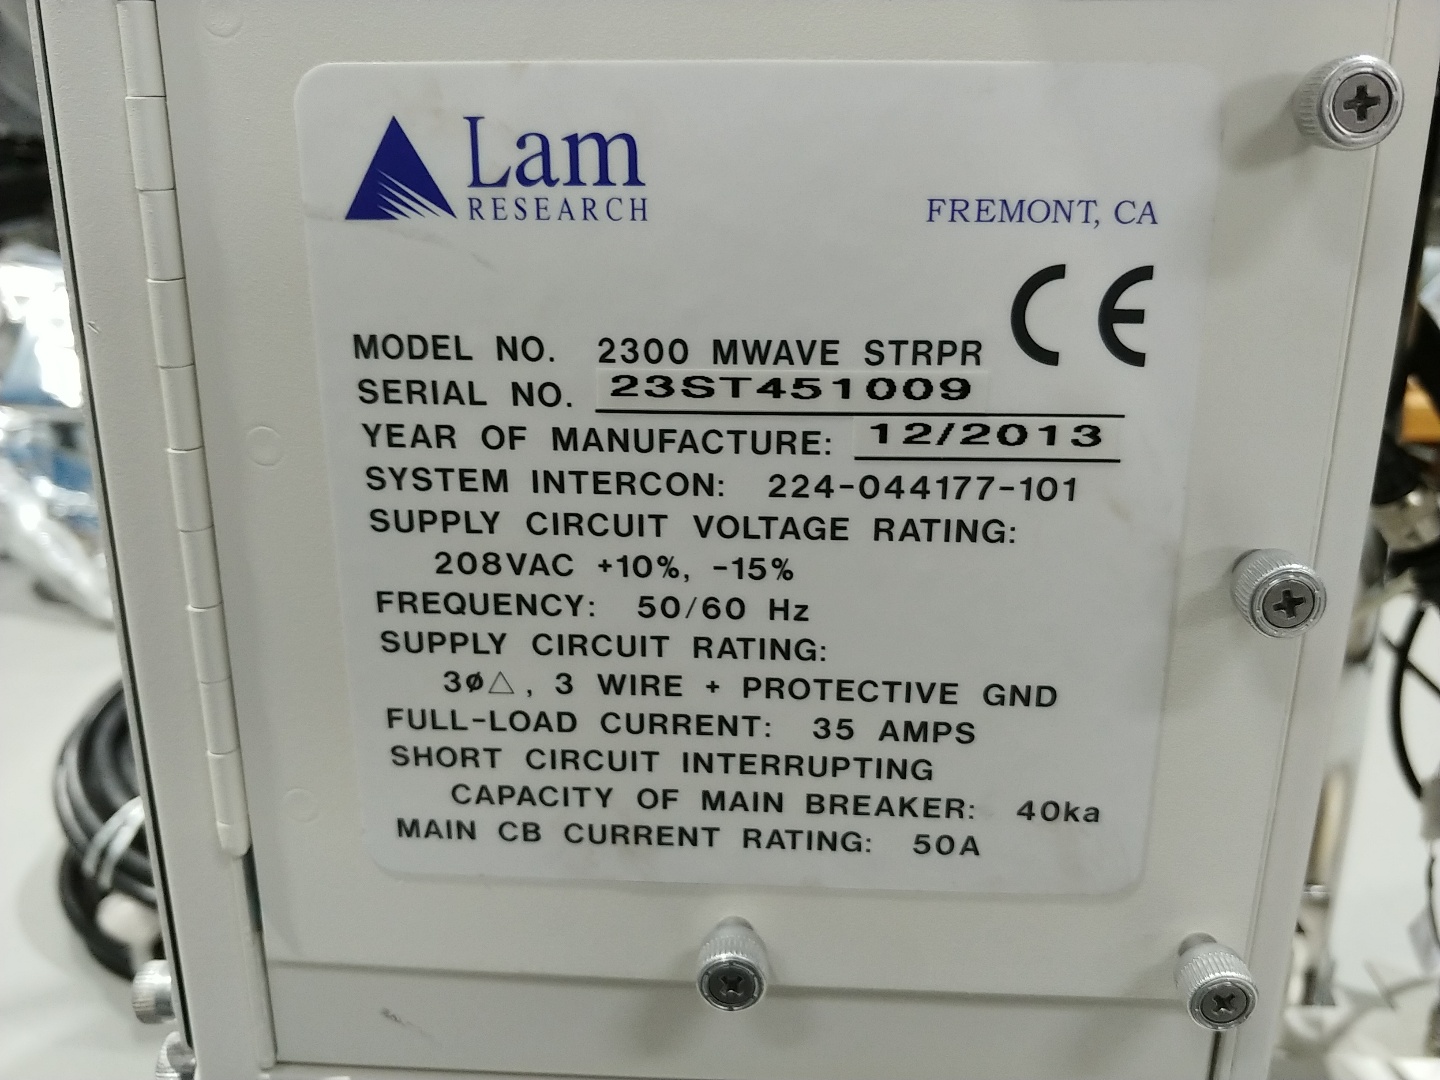 Lam
RESEARCH
FREMONT, CA
CE
MODEL NO. 2300 MWAVE STRPR
SERIAL NO. 23ST451009
YEAR OF MANUFACTURE: 12/2013
SYSTEM INTERCON: 224-044177-101
SUPPLY CIRCUIT VOLTAGE RATING:
208VAC +10%, -15%
FREQUENCY: 50/60 Hz
SUPPLY CIRCUIT RATING:
3ø△, 3 WIRE + PROTECTIVE GND
FULL-LOAD CURRENT: 35 AMPS
SHORT CIRCUIT INTERRUPTING
CAPACITY OF MAIN BREAKER: 40ka
MAIN CB CURRENT RATING: 50A